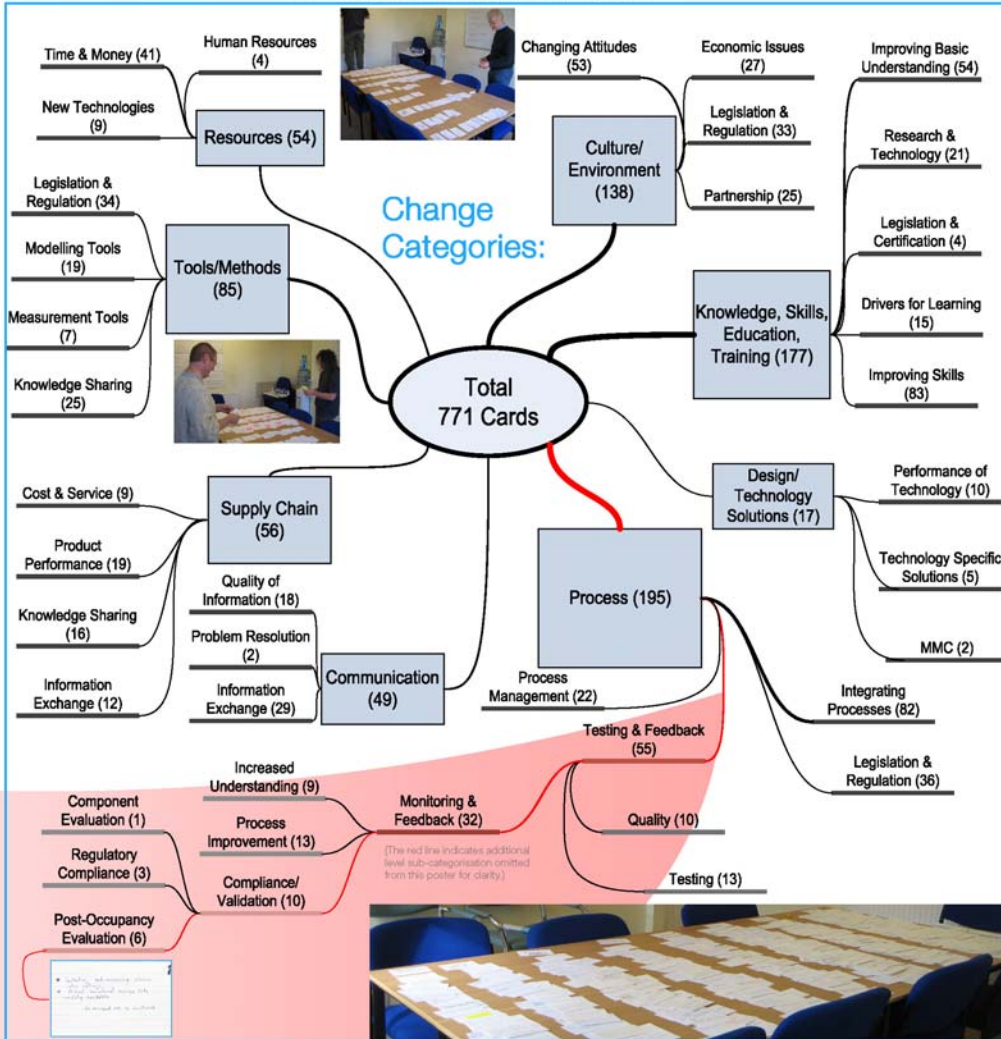 Time & Money (41)
Human Resources
(4)
New Technologies
(9)
Resources (54)
Changing Attitudes
(53)
Economic Issues
(27)
Legislation &
Regulation (33)
Partnership (25)
Culture/
Environment
(138)
Improving Basic
Understanding (54)
Research &
Technology (21)
Legislation &
Certification (4)
Drivers for Learning
(15)
Improving Skills
(83)
Knowledge, Skills,
Education,
Training (177)
Change
Categories:
Legislation &
Regulation (34)
Modelling Tools
(19)
Measurement Tools
(7)
Knowledge Sharing
(25)
Tools/Methods
(85)
Total
771 Cards
Cost & Service (9)
Product
Performance (19)
Knowledge Sharing
(16)
Information
Exchange (12)
Supply Chain
(56)
Quality of
Information (18)
Problem Resolution
(2)
Information
Exchange (29)
Communication
(49)
Design/
Technology
Solutions (17)
Performance of
Technology (10)
Technology Specific
Solutions (5)
MMC (2)
Process (195)
Process
Management (22)
Integrating
Processes (82)
Legislation &
Regulation (36)
Testing & Feedback
(55)
Quality (10)
Testing (13)
Monitoring &
Feedback (32)
(The red line indicates additional
level sub-categorisation omitted
from this poster for clarity.)
Increased
Understanding (9)
Process
Improvement (13)
Compliance/
Validation (10)
Component
Evaluation (1)
Regulatory
Compliance (3)
Post-Occupancy
Evaluation (6)